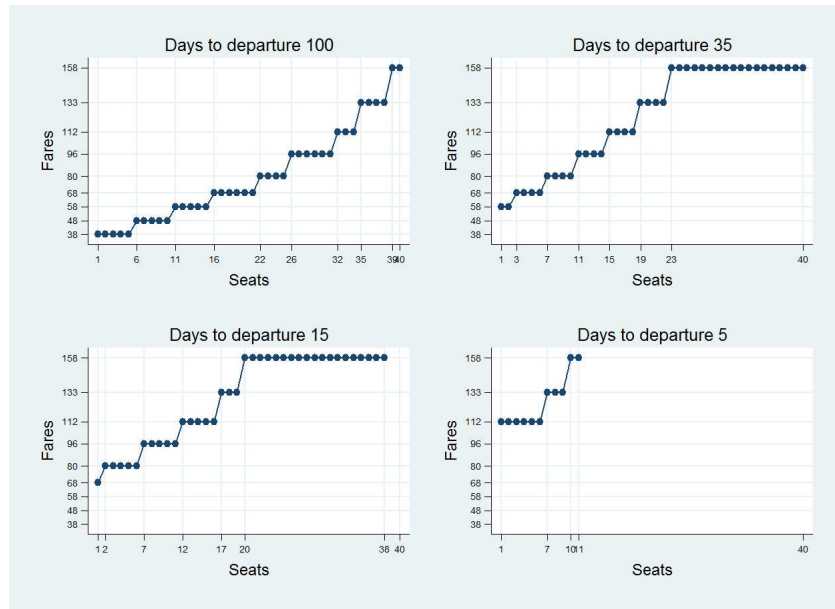 Days to departure 100
158
133
112
96
80
68
58
48
38
Fares
1 6 11 16 22 26 32 35 39 40
Seats
Days to departure 35
158
133
112
96
80
68
58
48
38
Fares
1 3 7 11 15 19 23 40
Seats
Days to departure 15
158
133
112
96
80
68
58
48
38
Fares
1 2 7 12 17 20 38 40
Seats
Days to departure 5
158
133
112
96
80
68
58
48
38
Fares
1 7 10 11 40
Seats